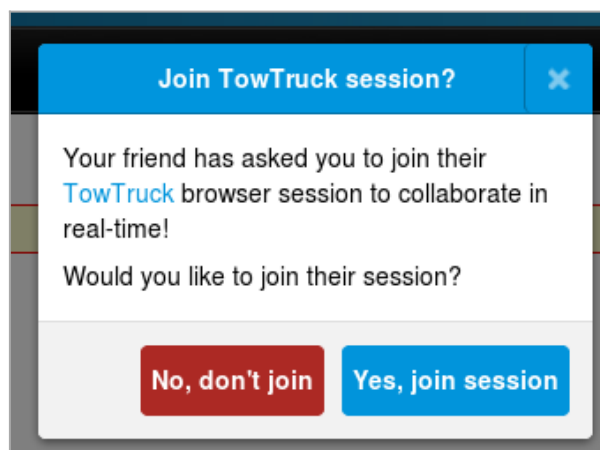 Join TowTruck session?
Your friend has asked you to join their
TowTruck browser session to collaborate in
real-time!
Would you like to join their session?
No, don't join
Yes, join session